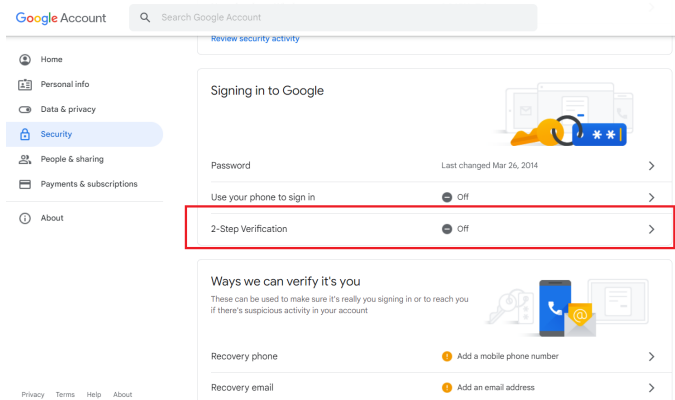 Google Account
Search Google Account
Review security activity
Home
Personal info
Data & privacy
Security
People & sharing
Payments & subscriptions
About
Signing in to Google
**
Password Last changed Mar 26, 2014
Use your phone to sign in Off
2-Step Verification Off
Ways we can verify it's you
These can be used to make sure it's really you signing in or to reach you
if there's suspicious activity in your account
@
Recovery phone ! Add a mobile phone number
Recovery email ! Add an email address
Privacy Terms Help About